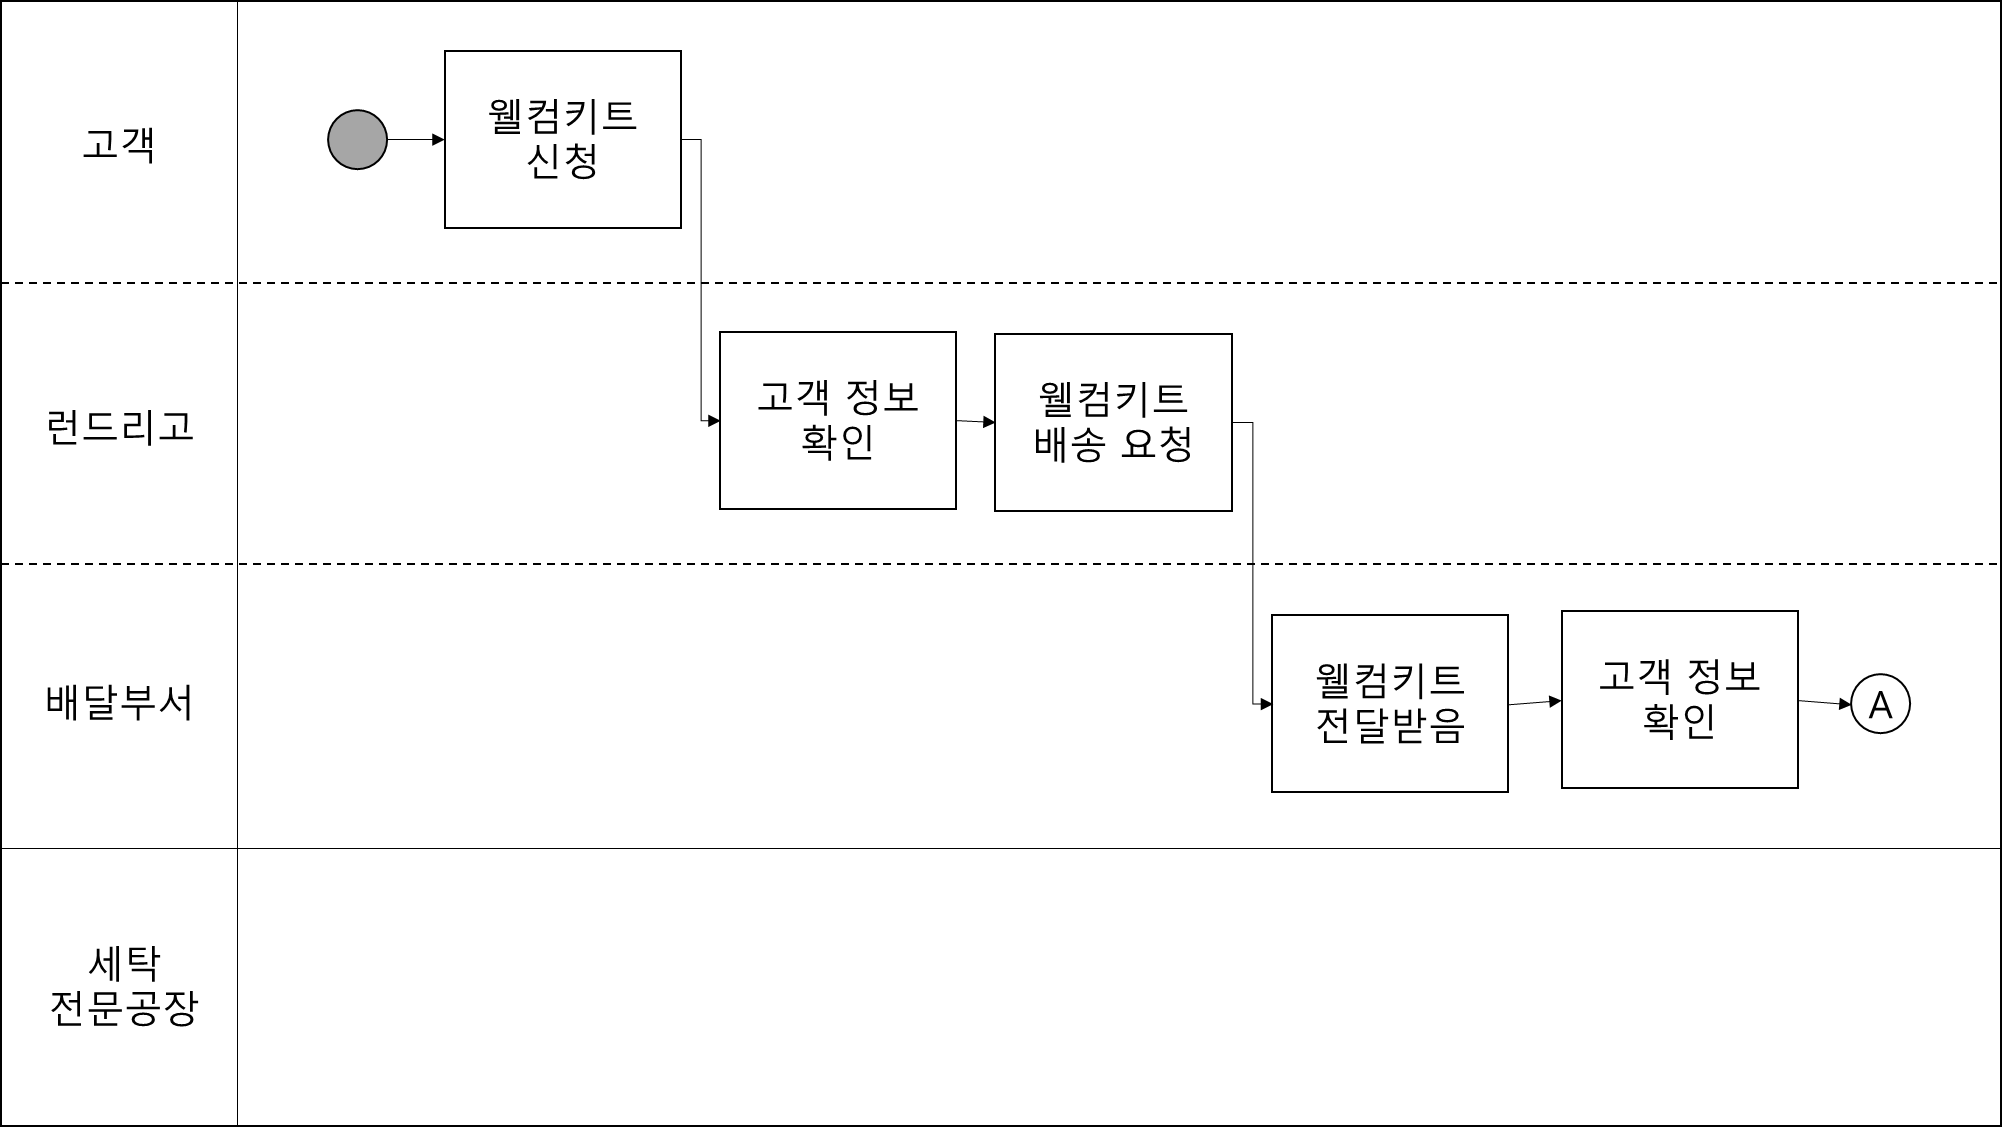 고객
웰컴키트
신청
런드리고
고객 정보
확인
웰컴키트
배송 요청
배달부서
웰컴키트
전달받음
고객 정보
확인
A
세탁
전문공장